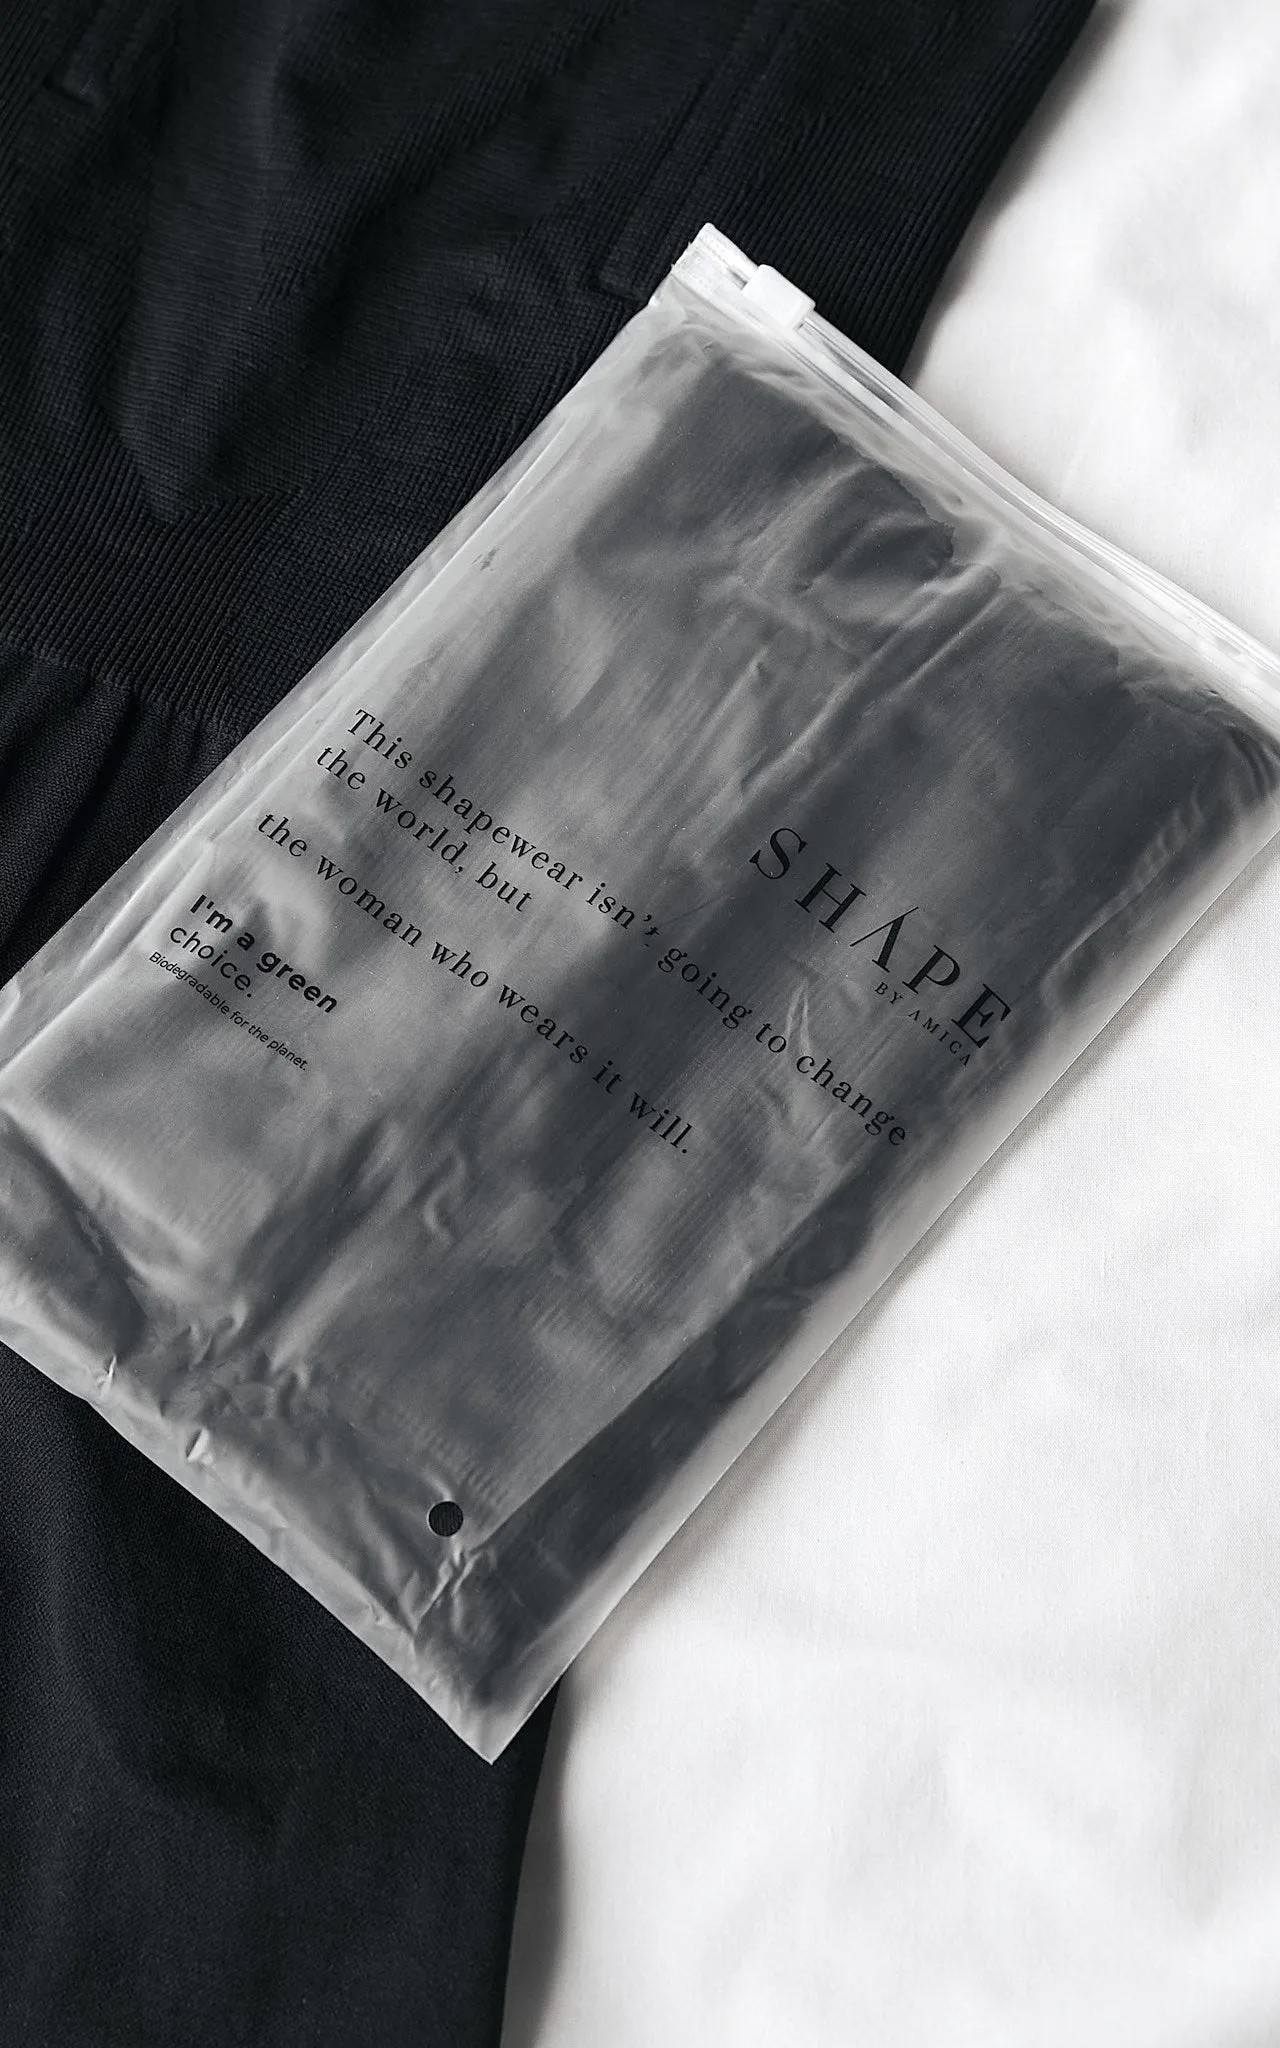 SHAPE
BY AMICA
This shapewear isn't going to change
the world, but
the woman who wears it will.
I'm a green
choice.
Biodegradable for the planet.